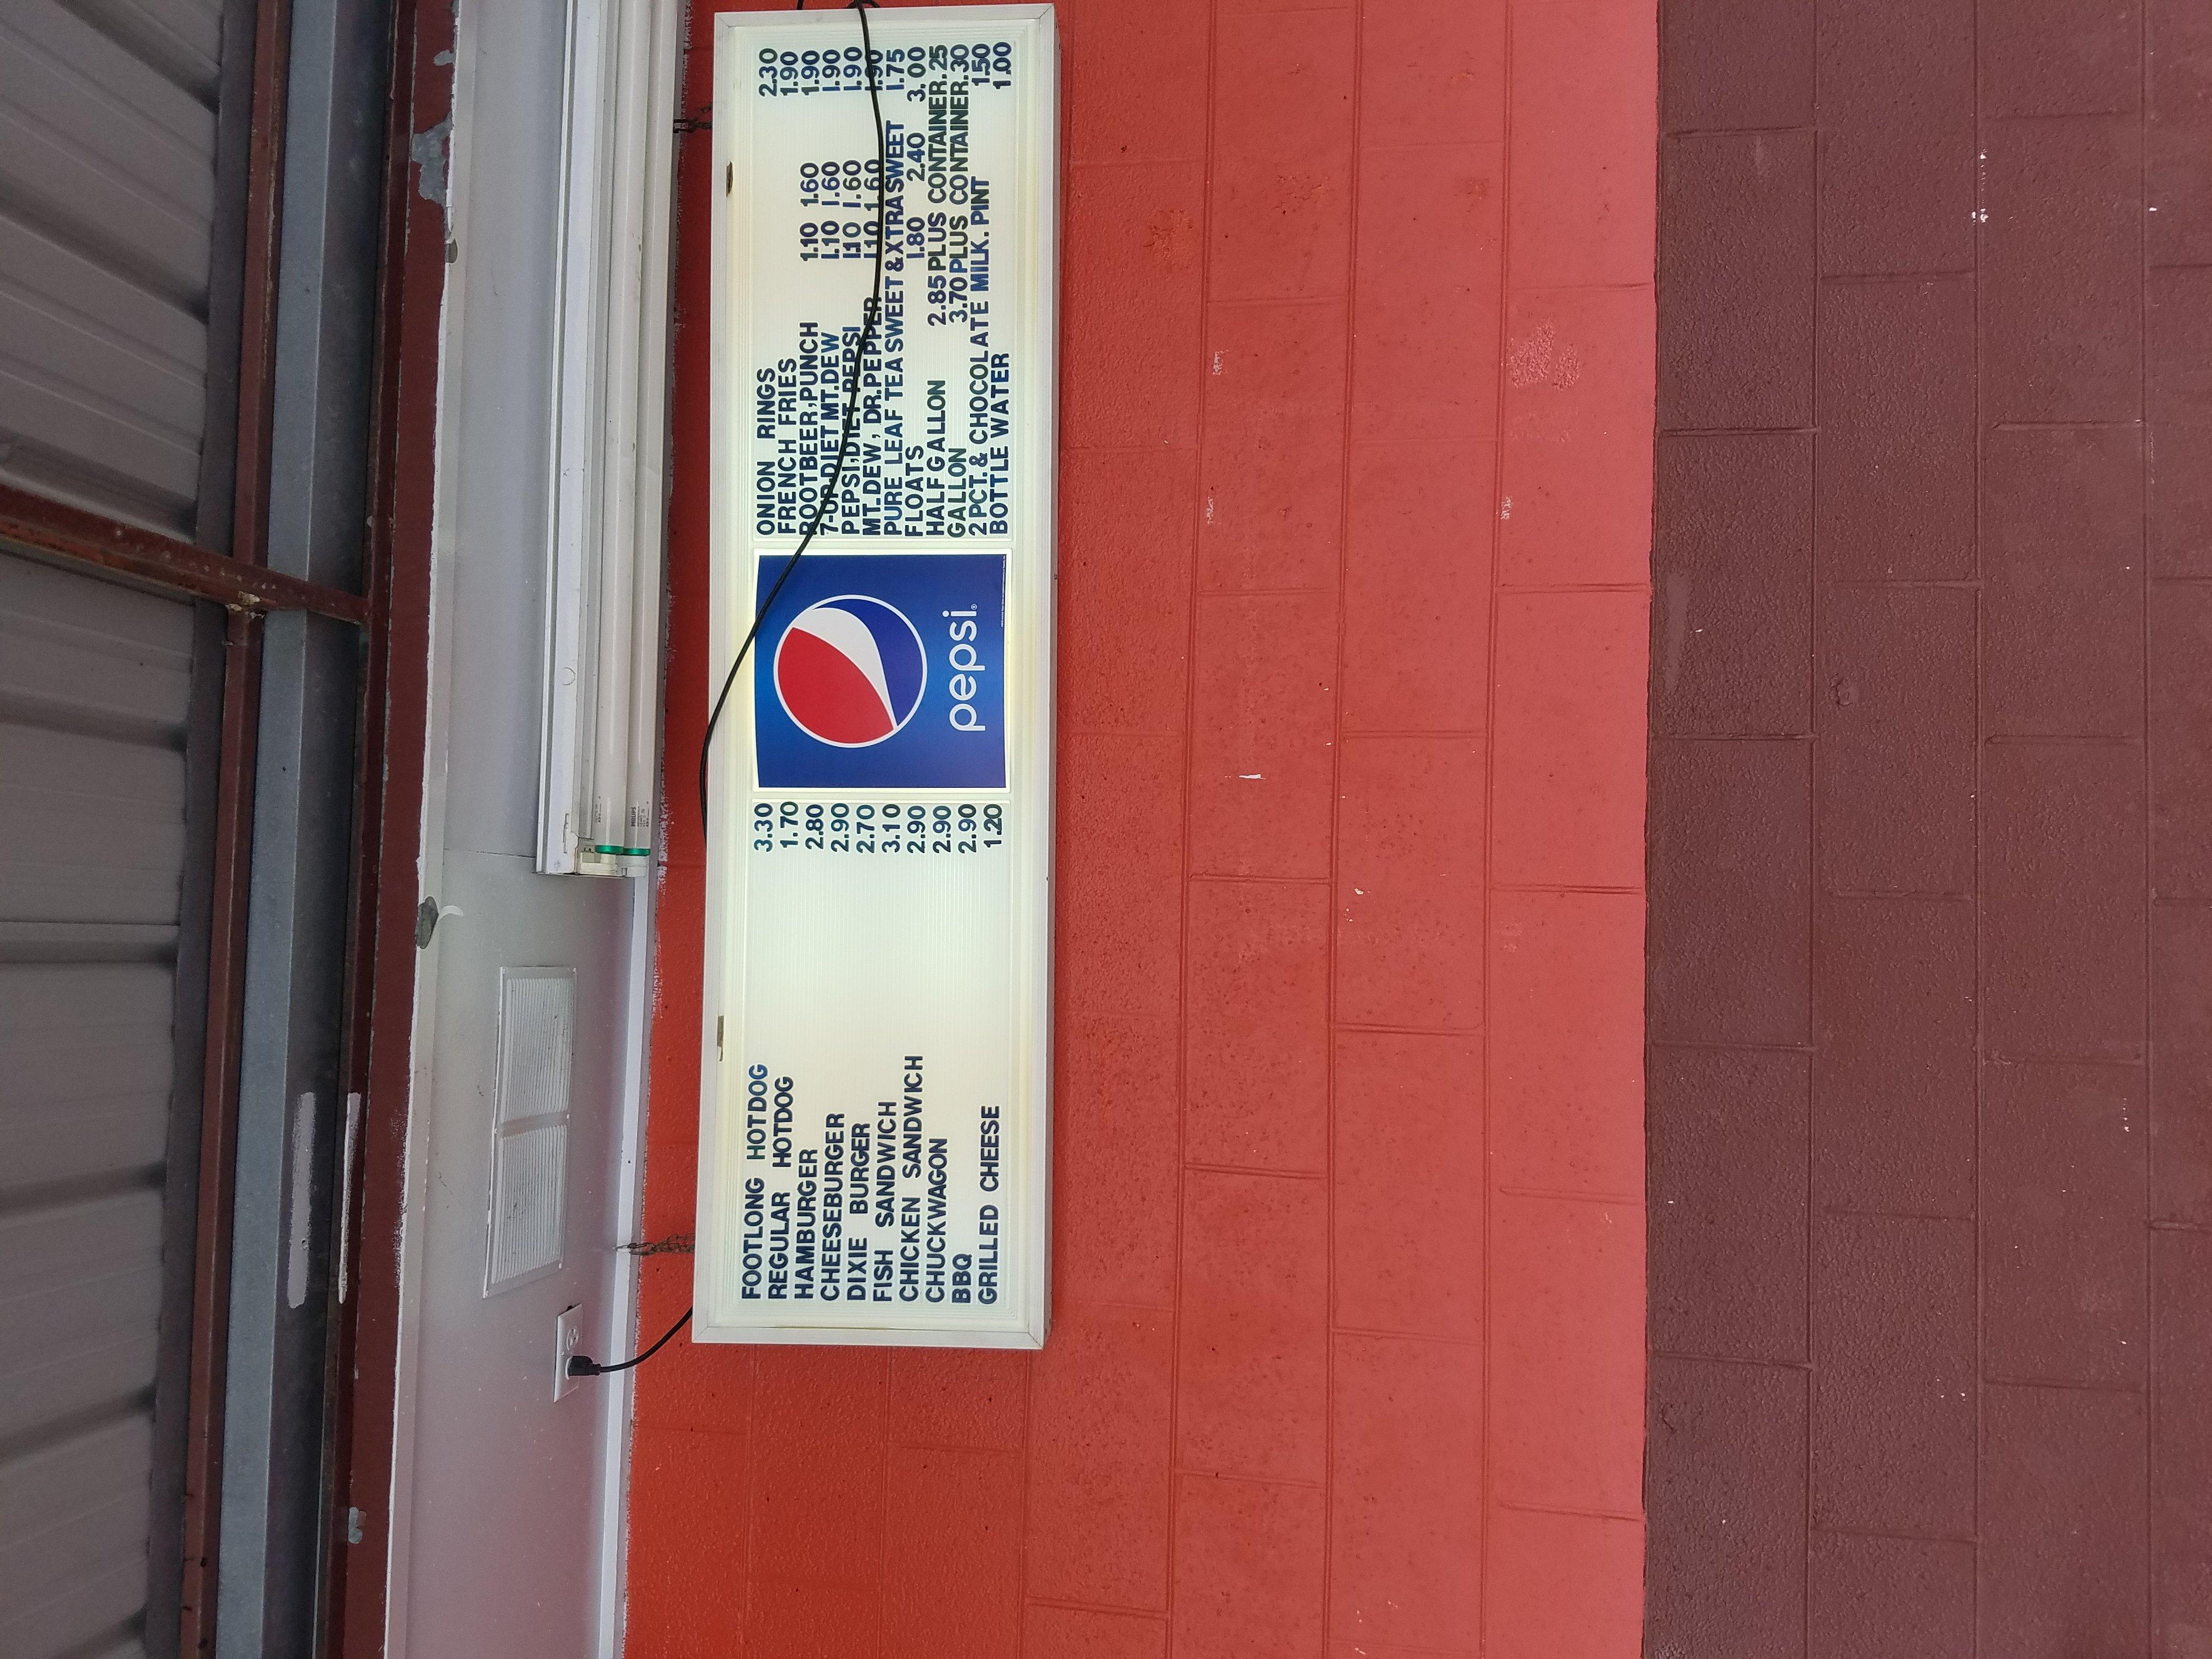 FOOTLONG HOTDOG 3.30
REGULAR HOTDOG 1.70
HAMBURGER 2.80
CHEESEBURGER 2.90
DIXIE BURGER 2.70
FISH SANDWICH 3.10
CHICKEN SANDWICH 2.90
CHUCKWAGON 2.90
BBQ 2.90
GRILLED CHEESE 1.20
pepsi®
ONION RINGS 2.30
FRENCH FRIES 1.90
ROOTBEER,PUNCH 1.10 1.60 1.90
7-UP,DIET MT.DEW 1.10 1.60 1.90
PEPSI,DIET PEPSI 1.10 1.60 1.90
MT.DEW, DR.PEPPER 1.10 1.60 1.90
PURE LEAF TEA SWEET & XTRA SWEET 1.75
FLOATS 1.80 2.40 3.00
HALF GALLON 2.85 PLUS CONTAINER .25
GALLON 3.70 PLUS CONTAINER .30
2PCT.& CHOCOLATE MILK. PINT 1.50
BOTTLE WATER 1.00
PHILIPS